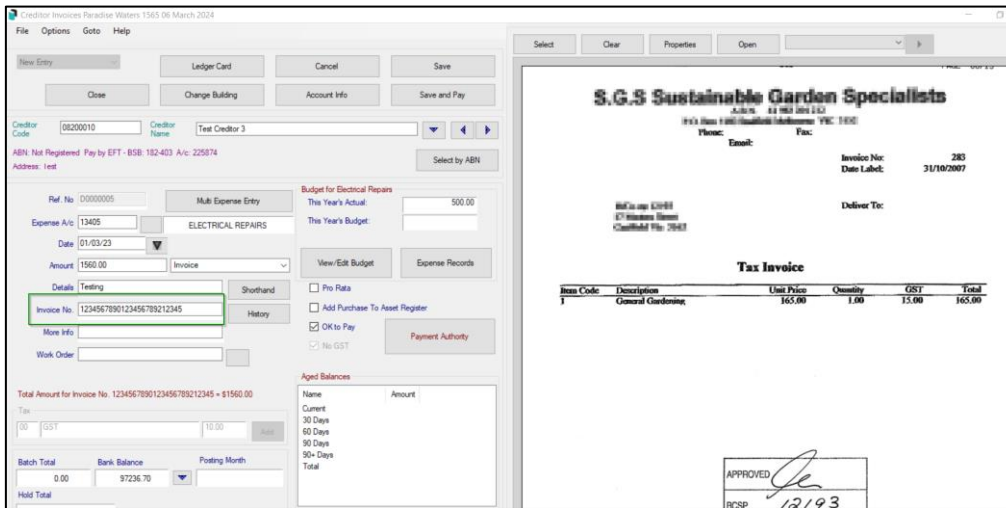 Creditor Invoices Paradise Waters 1565 06 March 2024
File Options Goto Help
New Entry Ledger Card Cancel Save
Close Change Building Account Info Save and Pay
Creditor Code 08200010 Creditor Name Test Creditor 3
ABN: Not Registered Pay by EFT - BSB: 182-403 A/c: 225874
Address: Test
Select by ABN
Ref. No D0000005 Multi Expense Entry
Expense A/c 13405 ELECTRICAL REPAIRS
Date 01/03/23
Amount 1560.00 Invoice
Details Testing Shorthand
Invoice No. 1234567890123456789212345 History
More Info
Work Order
Total Amount for Invoice No. 1234567890123456789212345 = $1560.00
Tax
00 GST 10.00 Add
Batch Total Bank Balance Posting Month
0.00 97236.70
Hold Total
Budget for Electrical Repairs
This Year's Actual: 500.00
This Year's Budget:
View/Edit Budget Expense Records
Pro Rata
Add Purchase To Asset Register
OK to Pay
No GST
Payment Authority
Aged Balances
Name Amount
Current
30 Days
60 Days
90 Days
90+ Days
Total
Select Clear Properties Open
S.G.S Sustainable Garden Specialists
Phone: Fax:
Email:
Invoice No: 283
Date Label: 31/10/2007
Deliver To:
Tax Invoice
Item Code Description Unit Price Quantity GST Total
1 General Gardening 165.00 1.00 15.00 165.00
APPROVED
12193